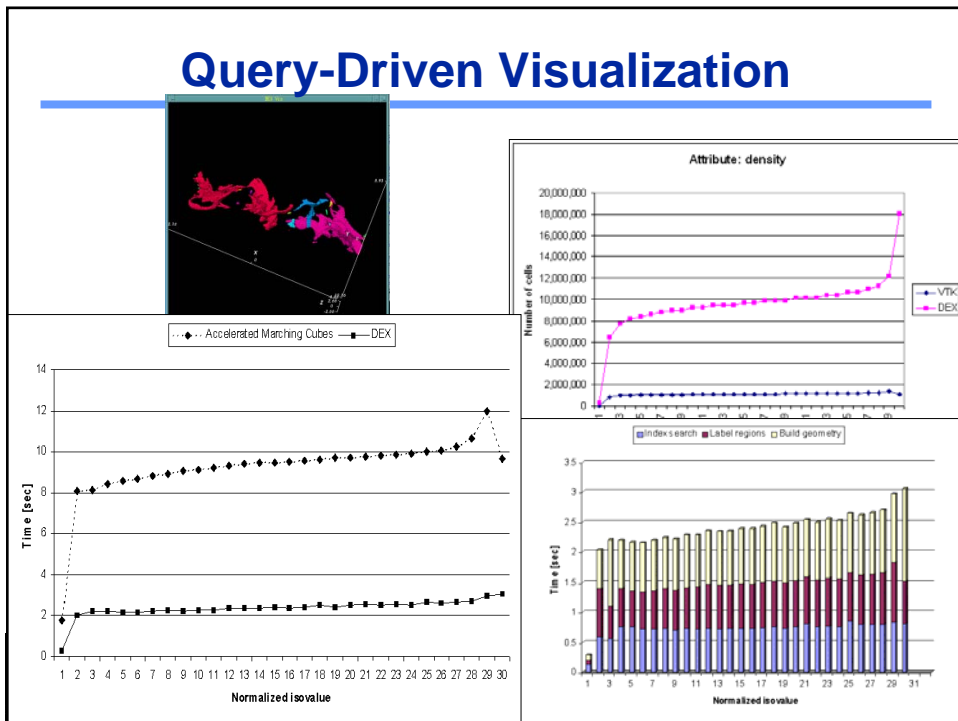 Query-Driven Visualization
X
0
Z
Attribute: density
20,000,000
18,000,000
16,000,000
14,000,000
12,000,000
10,000,000
8,000,000
6,000,000
4,000,000
2,000,000
0
Number of cells
VTK
DEX
Accelerated Marching Cubes DEX
14
12
10
8
6
4
2
0
Time [sec]
1 2 3 4 5 6 7 8 9 10 11 12 13 14 15 16 17 18 19 20 21 22 23 24 25 26 27 28 29 30
Normalized isovalue
Index search Label regions Build geometry
3.5
3
2.5
2
1.5
1
0.5
0
Time [sec]
1 3 5 7 9 11 13 15 17 19 21 23 25 27 29 31
Normalized isovalue